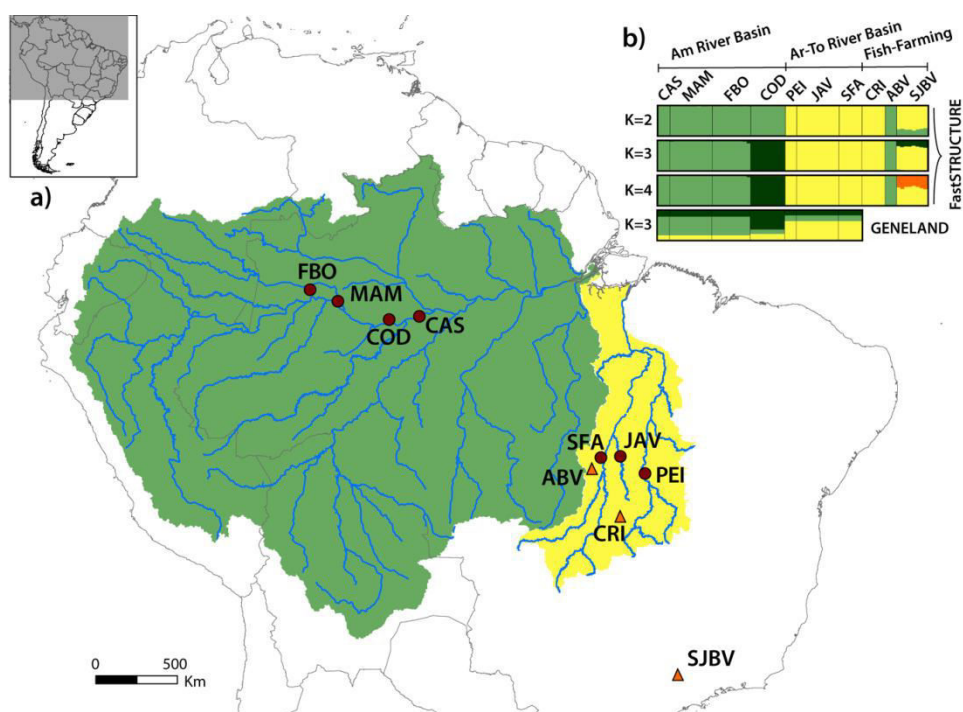 a)
b)
Am River Basin
Ar-To River Basin
Fish-Farming
CAS
MAM
FBO
COD
PEI
JAV
SFA
CRI
ABV
SJBV
K=2
K=3
K=4
FastSTRUCTURE
K=3
GENELAND
FBO
MAM
COD
CAS
SFA
JAV
ABV
PEI
CRI
SJBV
0 500
Km